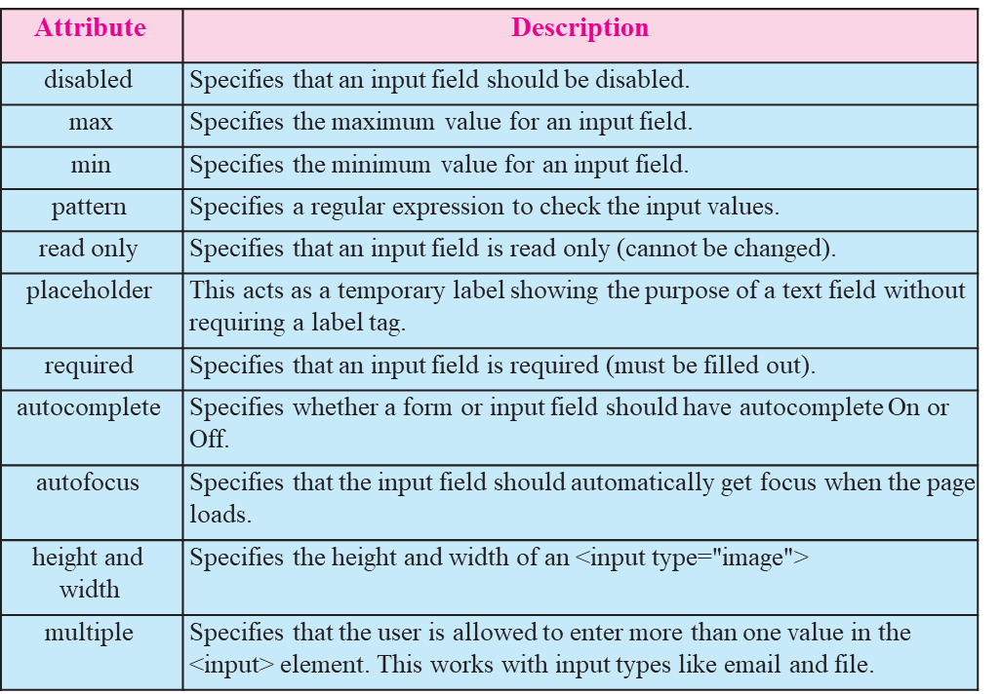 Attribute Description
disabled Specifies that an input field should be disabled.
max Specifies the maximum value for an input field.
min Specifies the minimum value for an input field.
pattern Specifies a regular expression to check the input values.
read only Specifies that an input field is read only (cannot be changed).
placeholder This acts as a temporary label showing the purpose of a text field without
requiring a label tag.
required Specifies that an input field is required (must be filled out).
autocomplete Specifies whether a form or input field should have autocomplete On or
Off.
autofocus Specifies that the input field should automatically get focus when the page
loads.
height and Specifies the height and width of an <input type="image">
width
multiple Specifies that the user is allowed to enter more than one value in the
<input> element. This works with input types like email and file.